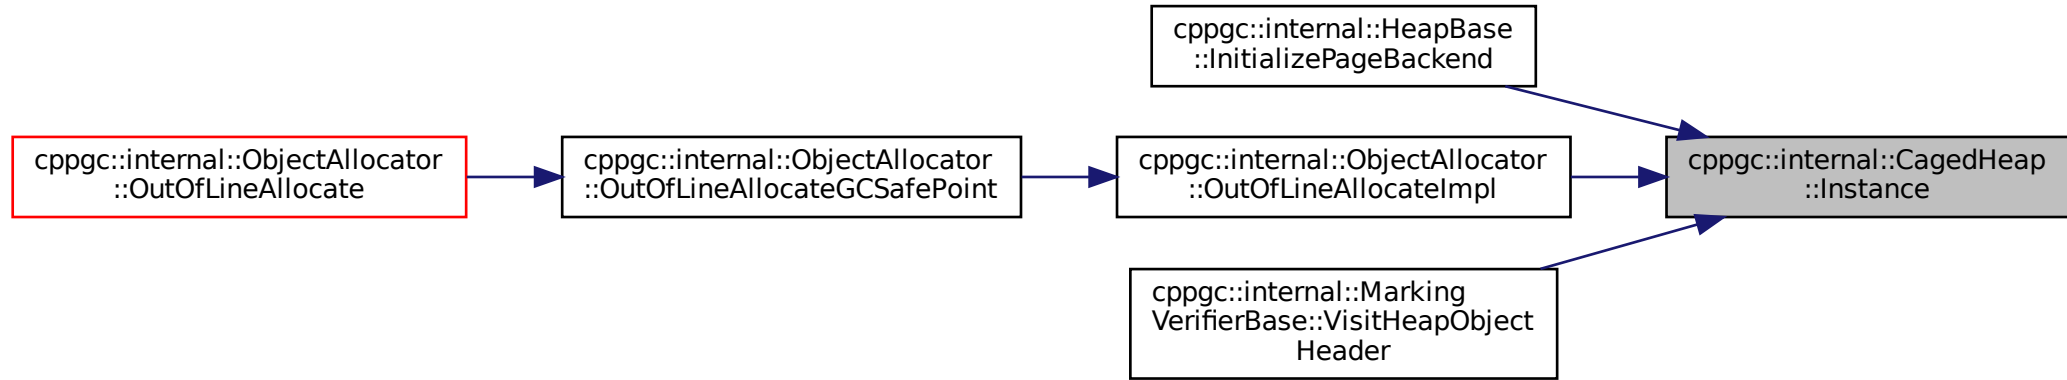 cppgc::internal::HeapBase
::InitializePageBackend
cppgc::internal::ObjectAllocator
::OutOfLineAllocate
cppgc::internal::ObjectAllocator
::OutOfLineAllocateGCSafePoint
cppgc::internal::ObjectAllocator
::OutOfLineAllocateImpl
cppgc::internal::CagedHeap
::Instance
cppgc::internal::Marking
VerifierBase::VisitHeapObject
Header